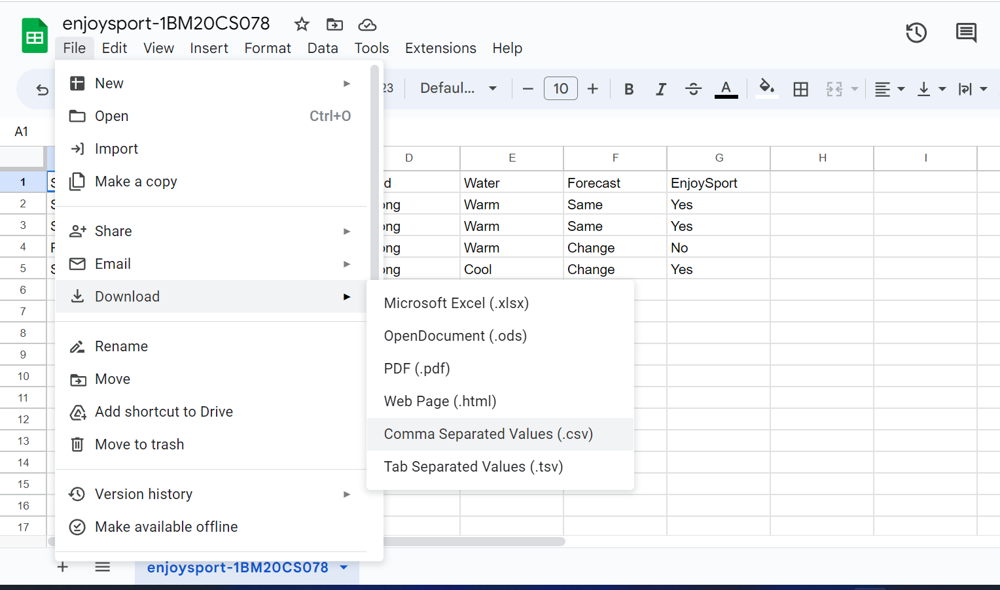 enjoysport-1BM20CS078
File Edit View Insert Format Data Tools Extensions Help
New
Open Ctrl+O
Import
Make a copy
Share
Email
Download
Rename
Move
Add shortcut to Drive
Move to trash
Version history
Make available offline
Microsoft Excel (.xlsx)
OpenDocument (.ods)
PDF (.pdf)
Web Page (.html)
Comma Separated Values (.csv)
Tab Separated Values (.tsv)
23 Defaul... 10 B I A
A1
D E F G H I
1 S d Water Forecast EnjoySport
2 S ong Warm Same Yes
3 S ong Warm Same Yes
4 ong Warm Change No
5 S ong Cool Change Yes
6
7
8
9
10
11
12
13
14
15
16
17
enjoysport-1BM20CS078